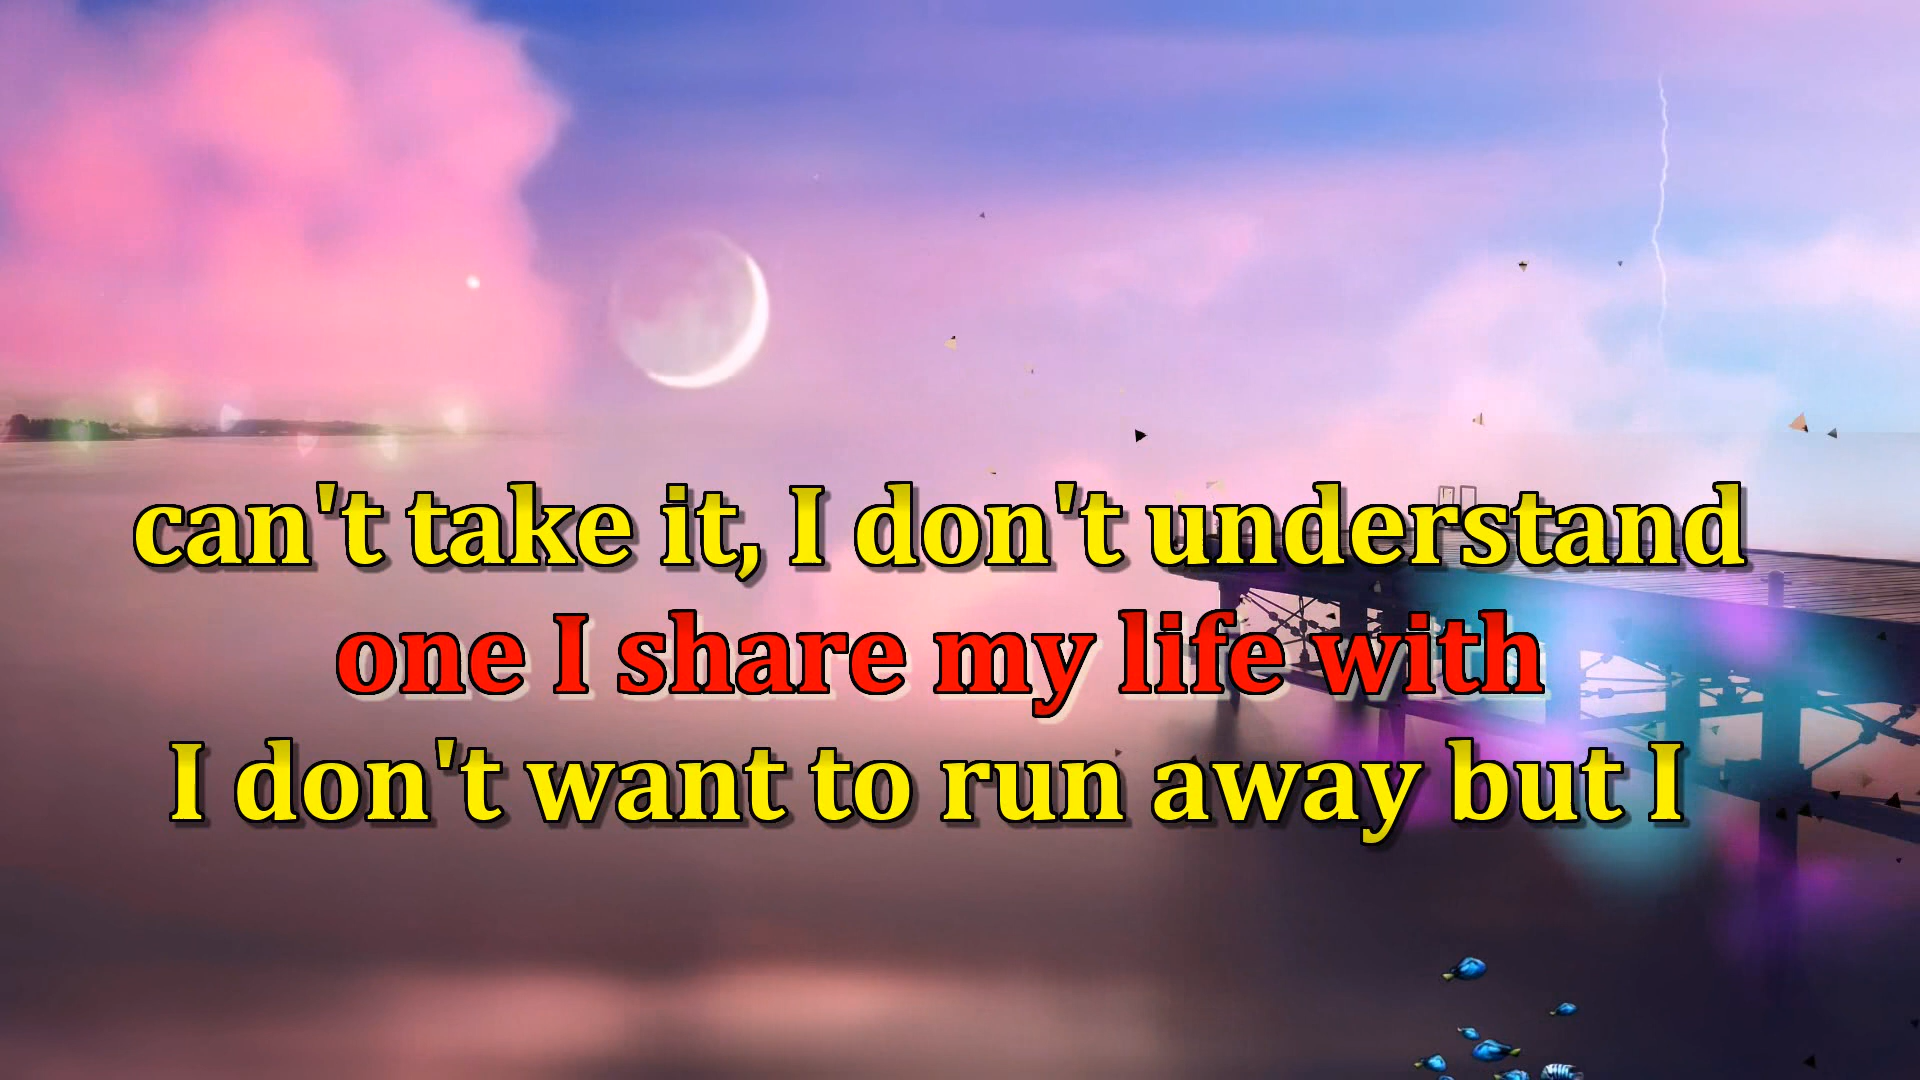 can't take it, I don't understand
one I share my life with
I don't want to run away but I